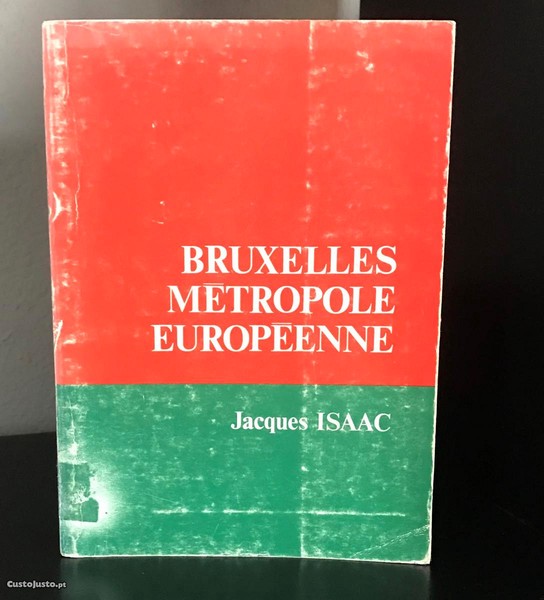 BRUXELLES
MÉTROPOLE
EUROPÉENNE
Jacques ISAAC
CustoJusto.pt